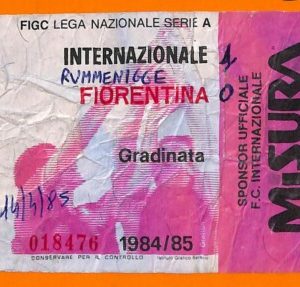 FIGC LEGA NAZIONALE SERIE A
INTERNAZIONALE 1
RUMMENIGGE
FIORENTINA 0
Gradinata
14/4/85
018476 1984/85
CONSERVARE PER IL CONTROLLO
SPONSOR UFFICIALE
F.C. INTERNAZIONALE
MISURA